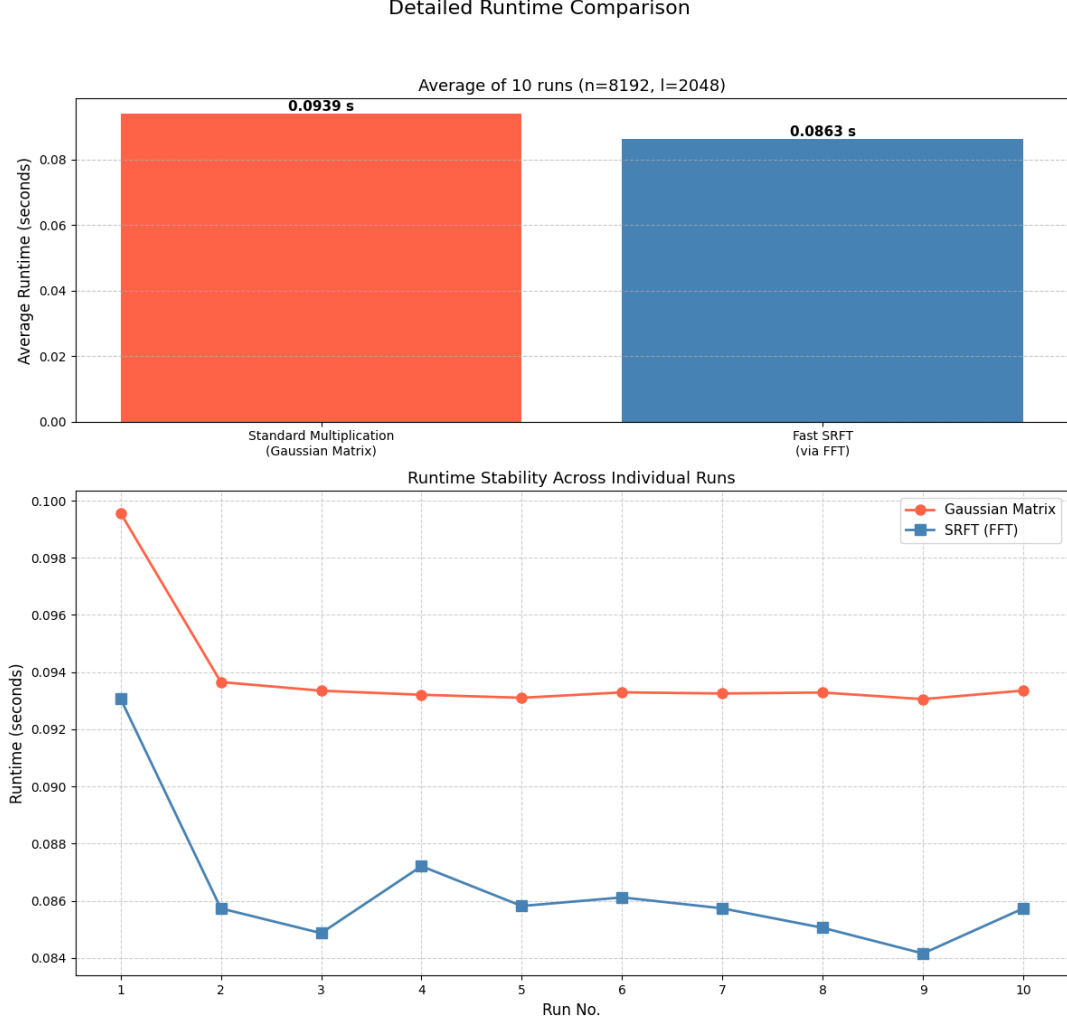 Detailed Runtime Comparison
Average of 10 runs (n=8192, l=2048)
0.0939 s
0.0863 s
Average Runtime (seconds)
0.08
0.06
0.04
0.02
0.00
Standard Multiplication
(Gaussian Matrix)
Fast SRFT
(via FFT)
Runtime Stability Across Individual Runs
Gaussian Matrix
SRFT (FFT)
Runtime (seconds)
0.100
0.098
0.096
0.094
0.092
0.090
0.088
0.086
0.084
1 2 3 4 5 6 7 8 9 10
Run No.